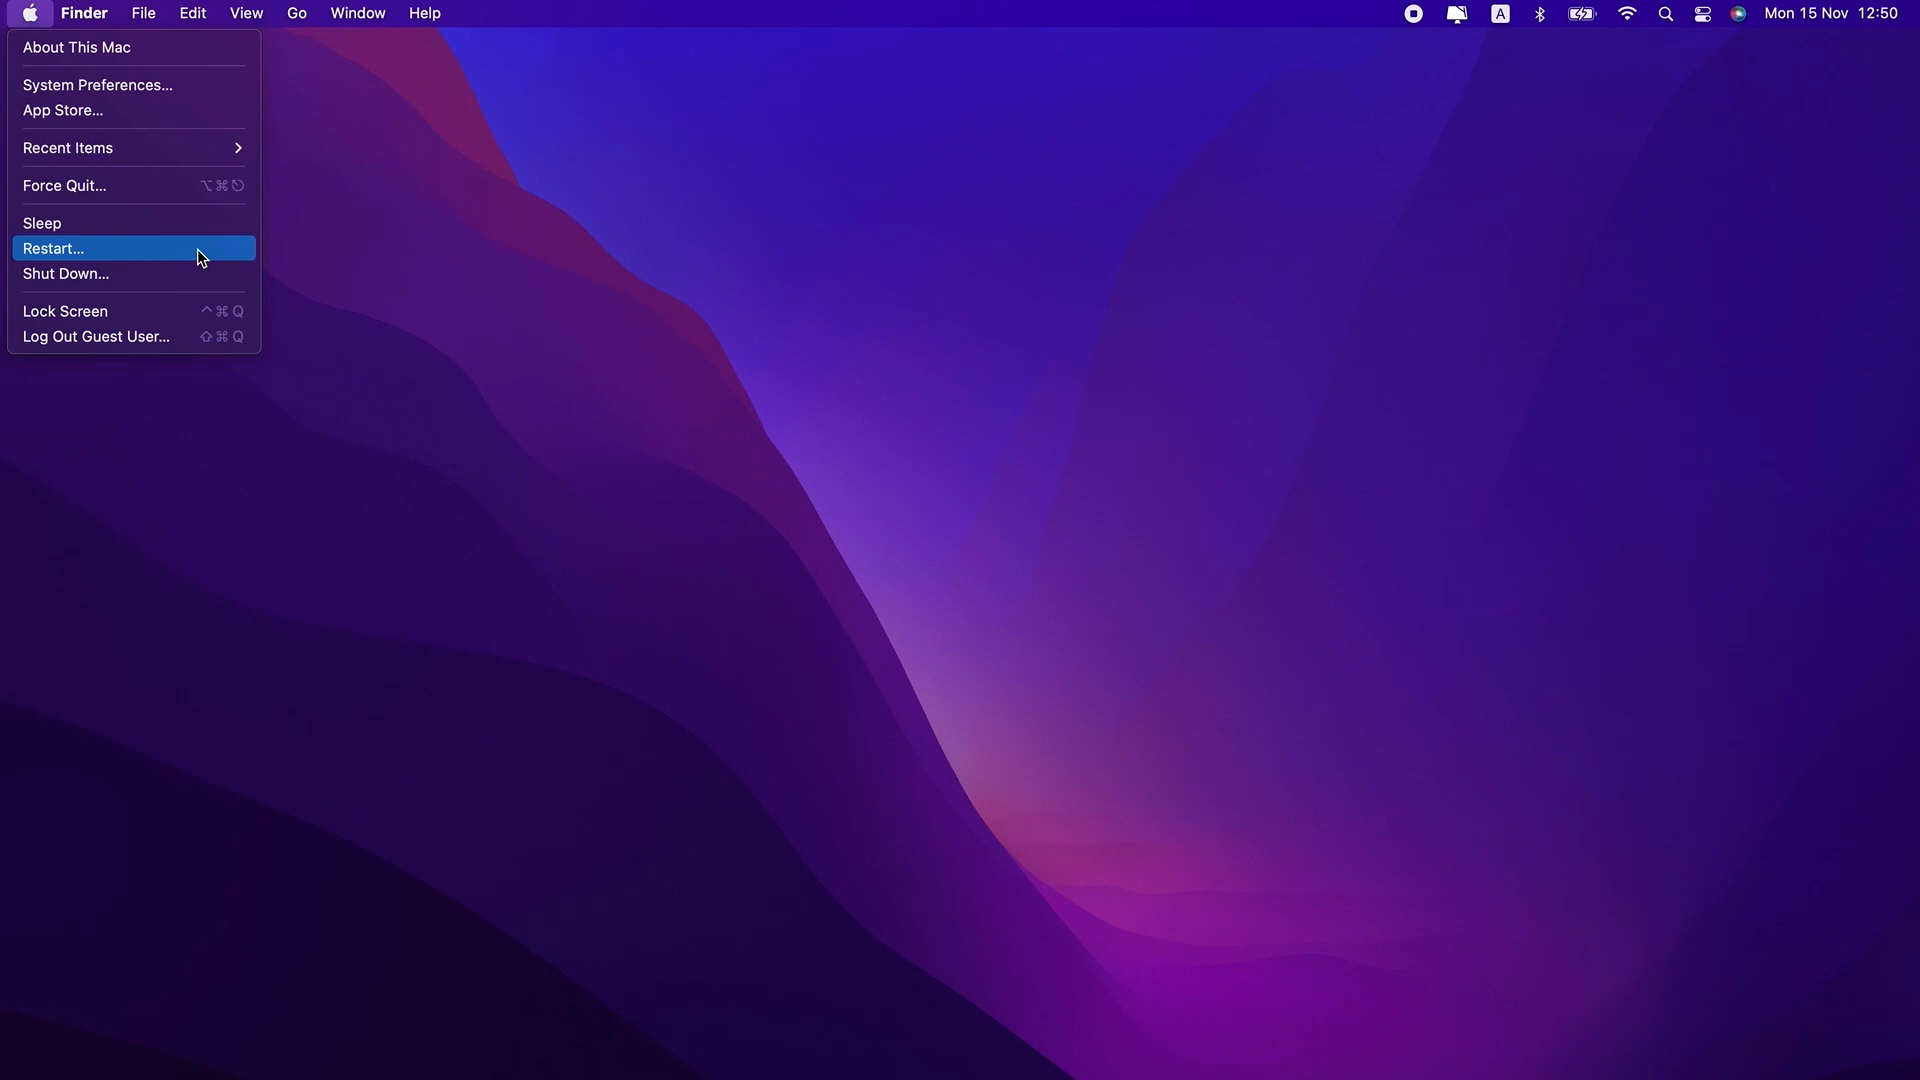 Finder File Edit View Go Window Help A Mon 15 Nov 12:50
About This Mac
System Preferences...
App Store...
Recent Items
Force Quit... ⌥⌘⎋
Sleep
Restart...
Shut Down...
Lock Screen ^⌘Q
Log Out Guest User... ⇧⌘Q